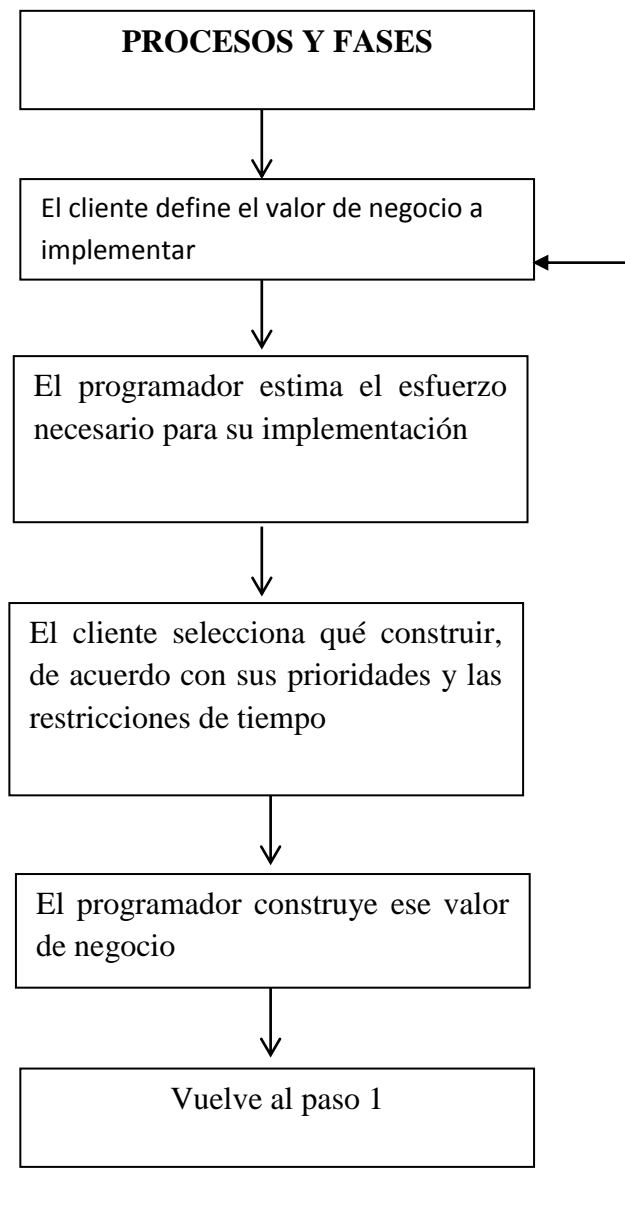 PROCESOS Y FASES
El cliente define el valor de negocio a
implementar
El programador estima el esfuerzo
necesario para su implementación
El cliente selecciona qué construir,
de acuerdo con sus prioridades y las
restricciones de tiempo
El programador construye ese valor
de negocio
Vuelve al paso 1